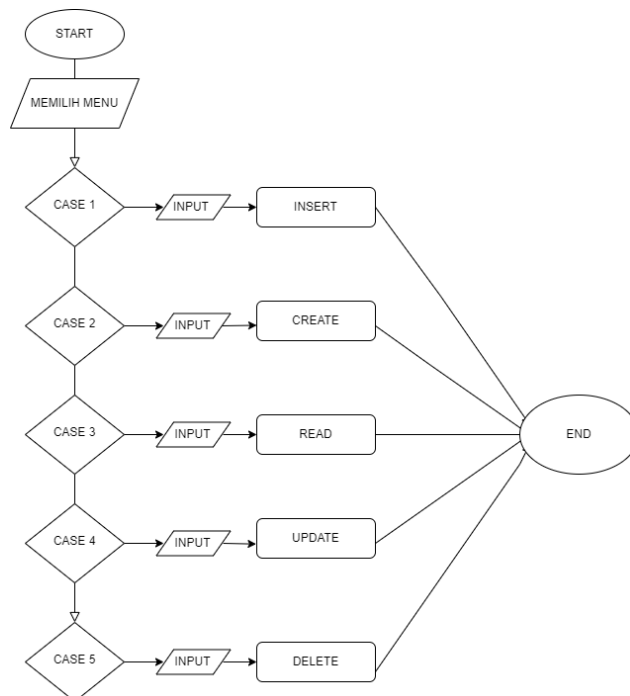 START
MEMILIH MENU
CASE 1
INPUT
INSERT
CASE 2
INPUT
CREATE
CASE 3
INPUT
READ
END
CASE 4
INPUT
UPDATE
CASE 5
INPUT
DELETE